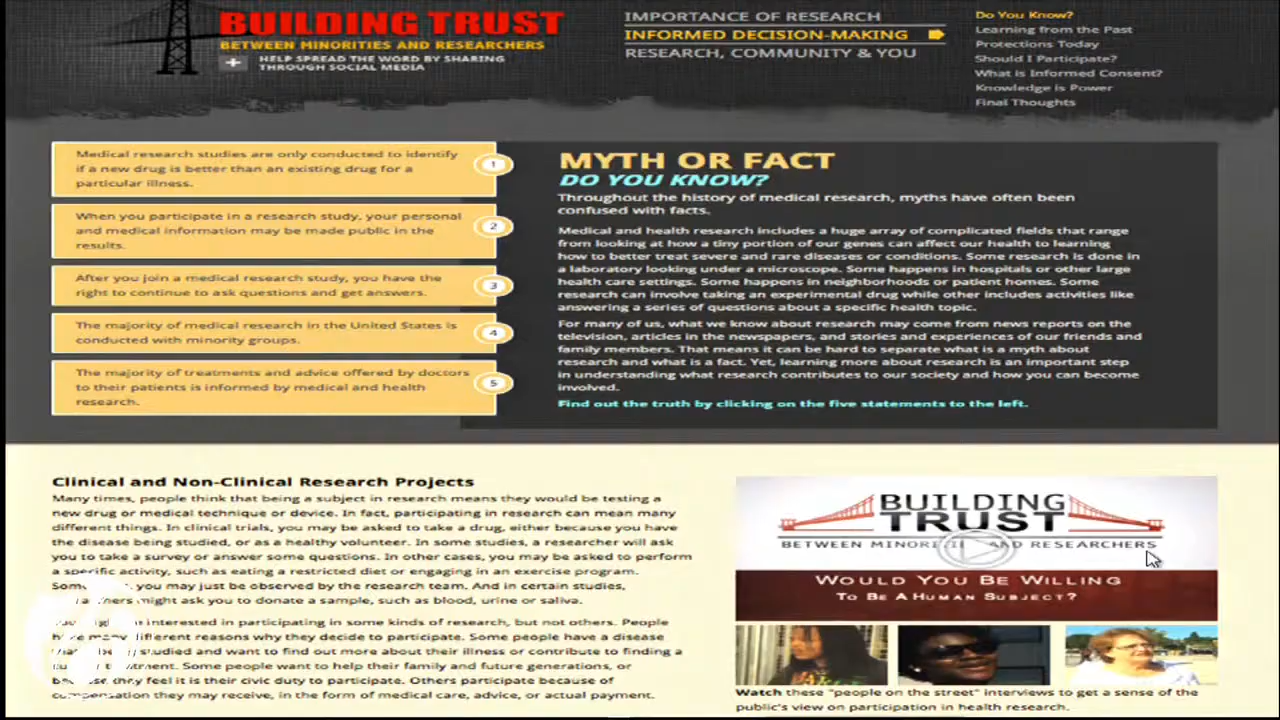 BUILDING TRUST
BETWEEN MINORITIES AND RESEARCHERS
HELP SPREAD THE WORD BY SHARING
THROUGH SOCIAL MEDIA
IMPORTANCE OF RESEARCH
INFORMED DECISION-MAKING
RESEARCH, COMMUNITY & YOU
Do You Know?
Learning from the Past
Protections Today
Should I Participate?
What is Informed Consent?
Knowledge is Power
Final Thoughts
Medical research studies are only conducted to identify
if a new drug is better than an existing drug for a
particular illness.
1
When you participate in a research study, your personal
and medical information may be made public in the
results.
2
After you join a medical research study, you have the
right to continue to ask questions and get answers.
3
The majority of medical research in the United States is
conducted with minority groups.
4
The majority of treatments and advice offered by doctors
to their patients is informed by medical and health
research.
5
MYTH OR FACT
DO YOU KNOW?
Throughout the history of medical research, myths have often been
confused with facts.
Medical and health research includes a huge array of complicated fields that range
from looking at how a tiny portion of our genes can affect our health to learning
how to better treat severe and rare diseases or conditions. Some research is done in
a laboratory looking under a microscope. Some happens in hospitals or other large
health care settings. Some happens in neighborhoods or patient homes. Some
research can involve taking an experimental drug while other includes activities like
answering a series of questions about a specific health topic.
For many of us, what we know about research may come from news reports on the
television, articles in the newspapers, and stories and experiences of our friends and
family members. That means it can be hard to separate what is a myth about
research and what is a fact. Yet, learning more about research is an important step
in understanding what research contributes to our society and how you can become
involved.
Find out the truth by clicking on the five statements to the left.
Clinical and Non-Clinical Research Projects
Many times, people think that being a subject in research means they would be testing a
new drug or medical technique or device. In fact, participating in research can mean many
different things. In clinical trials, you may be asked to take a drug, either because you have
the disease being studied, or as a healthy volunteer. In some studies, a researcher will ask
you to take a survey or answer some questions. In other cases, you may be asked to perform
a specific activity, such as eating a restricted diet or engaging in an exercise program.
you may just be observed by the research team. And in certain studies,
might ask you to donate a sample, such as blood, urine or saliva.
interested in participating in some kinds of research, but not others. People
have many different reasons why they decide to participate. Some people have a disease
studied and want to find out more about their illness or contribute to finding a
Some people want to help their family and future generations, or
they feel it is their civic duty to participate. Others participate because of
compensation they may receive, in the form of medical care, advice, or actual payment.
BUILDING
TRUST
BETWEEN AND RESEARCHERS
WOULD YOU BE WILLING
TO BE A HUMAN SUBJECT?
Watch these "people on the street" interviews to get a sense of the
public's view on participation in health research.